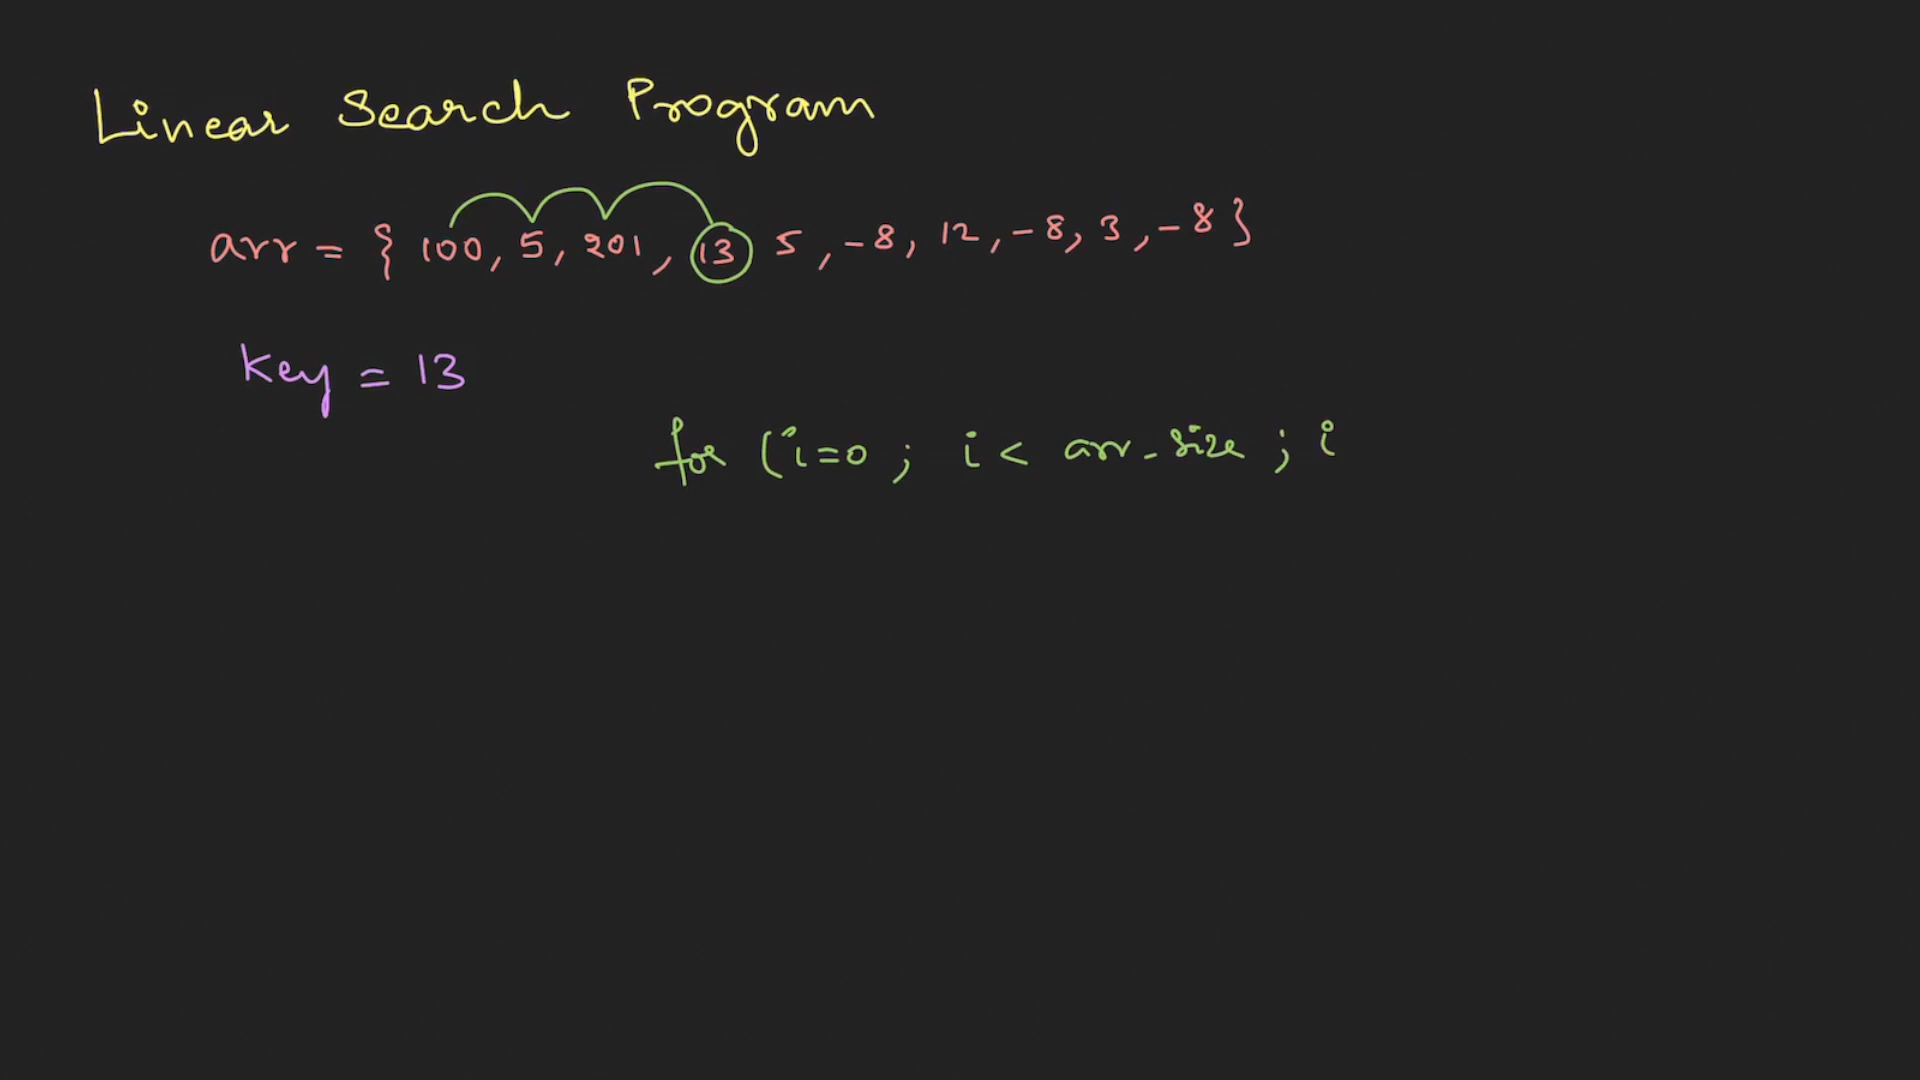 Linear Search Program
arr = { 100, 5, 201, 13 5, -8, 12, -8, 3, -8 }
key = 13
for (i=0 ; i < arr_size ; i